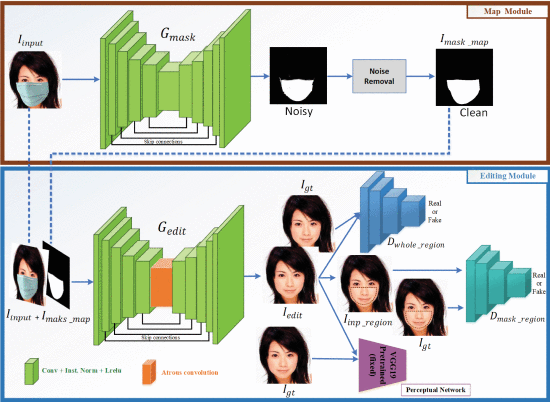 Map Module
I_input
G_mask
I_mask_map
Noise
Removal
Skip connections
Noisy
Clean
Editing Module
I_gt
G_edit
Real
or
Fake
D_whole_region
Real
or
Fake
I_input + I_maks_map
I_edit
I_inp_region
I_gt
D_mask_region
Skip connections
VGG19
Pretrained
(fixed)
Conv + Inst. Norm + Lrelu
Atrous convolution
I_gt
Perceptual Network